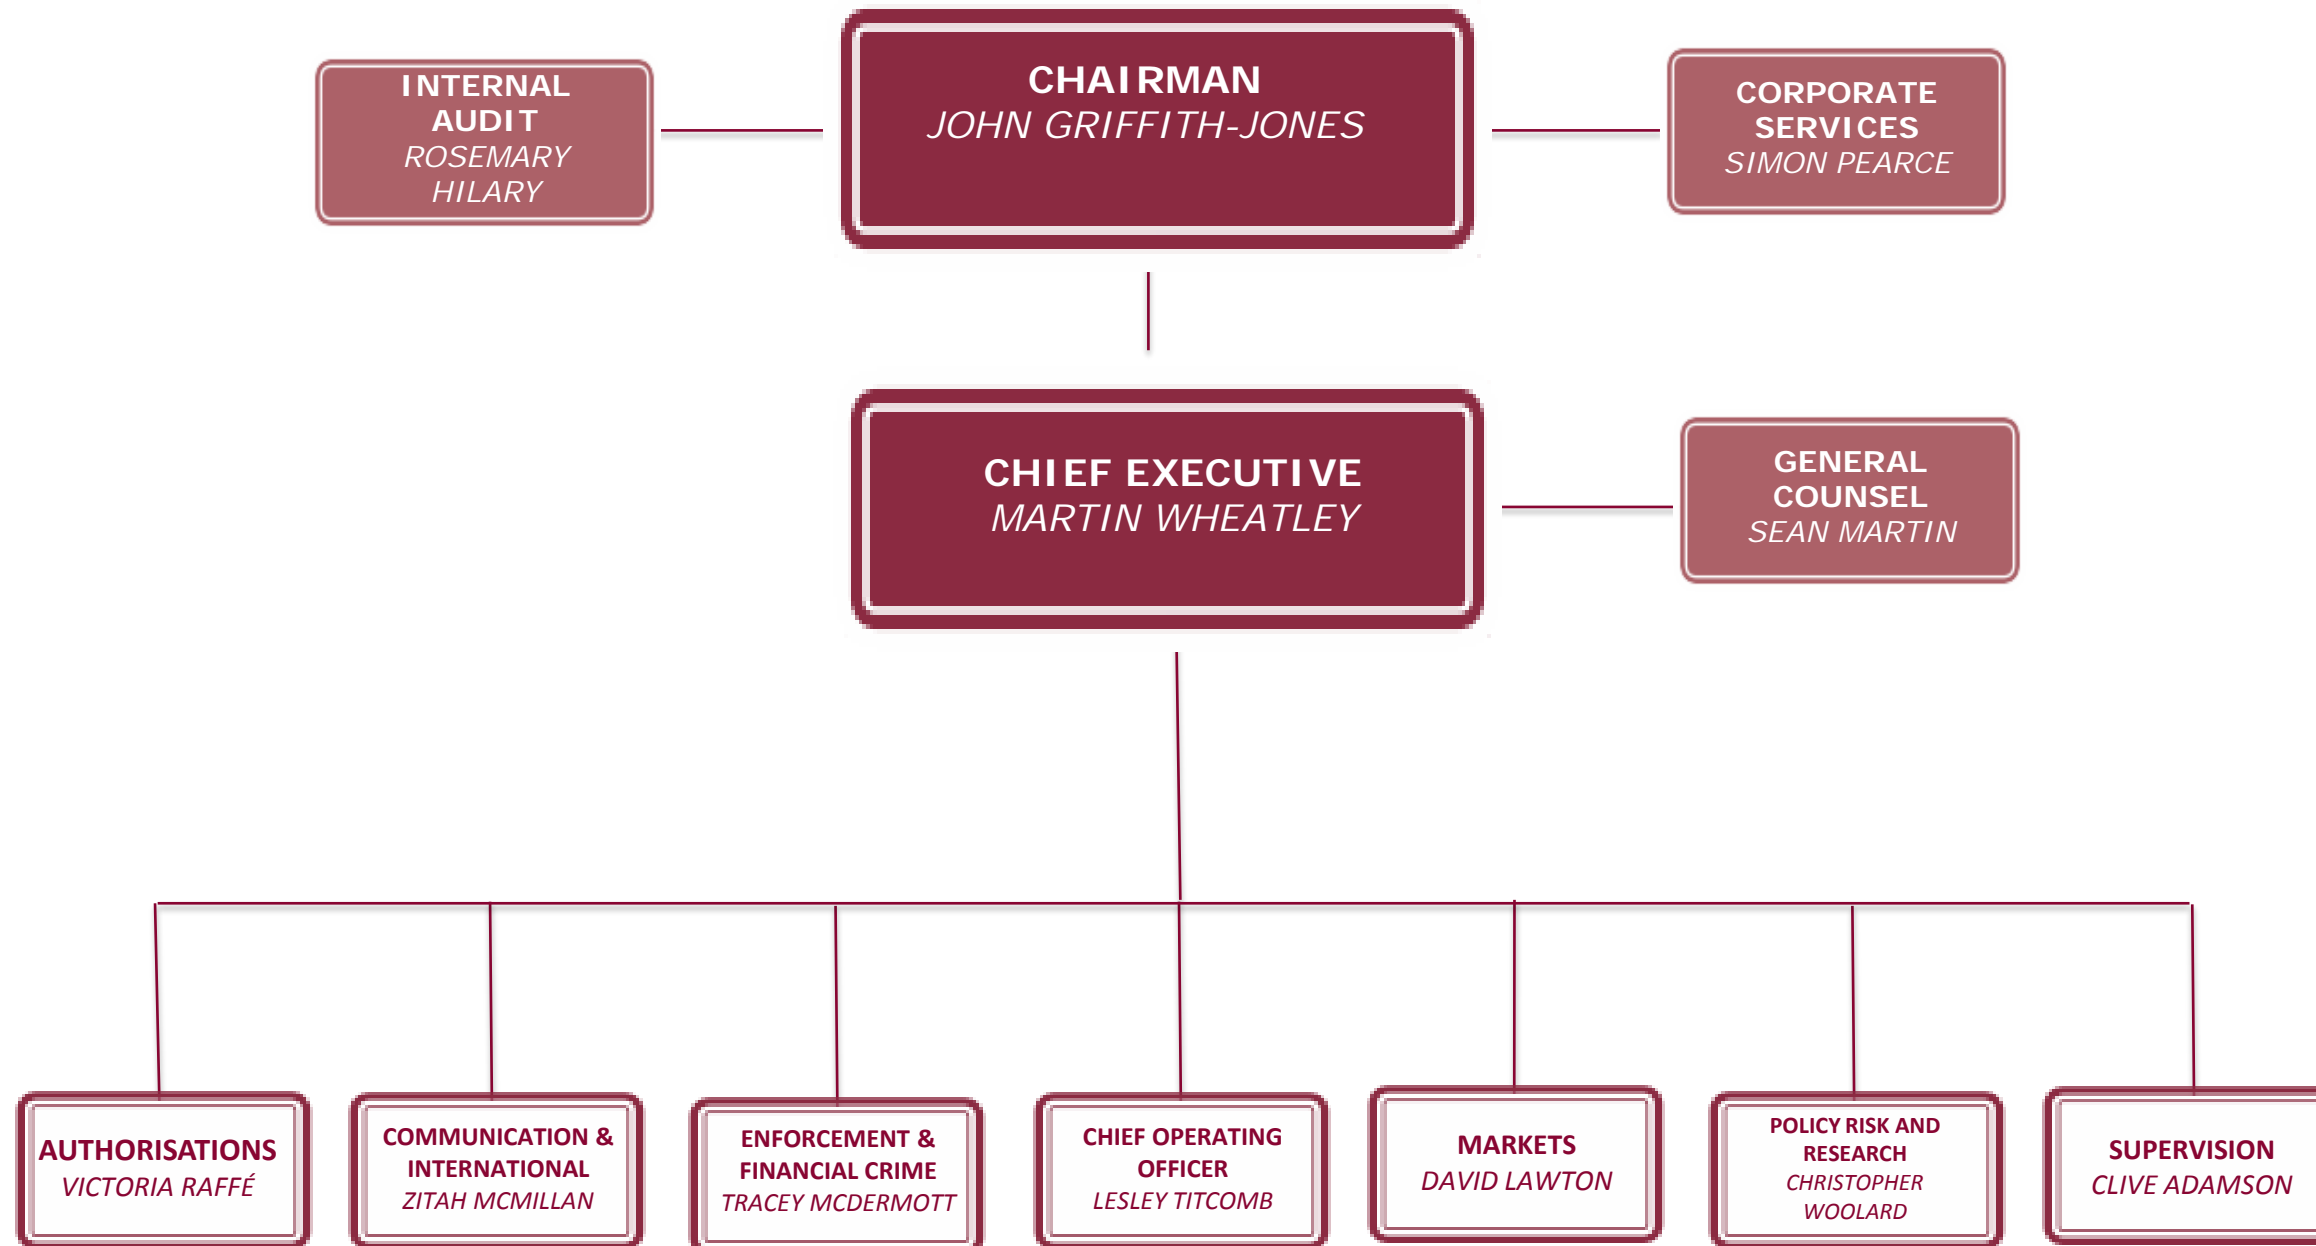 INTERNAL
AUDIT
ROSEMARY
HILARY
CHAIRMAN
JOHN GRIFFITH-JONES
CORPORATE
SERVICES
SIMON PEARCE
CHIEF EXECUTIVE
MARTIN WHEATLEY
GENERAL
COUNSEL
SEAN MARTIN
AUTHORISATIONS
VICTORIA RAFFÉ
COMMUNICATION &
INTERNATIONAL
ZITAH MCMILLAN
ENFORCEMENT &
FINANCIAL CRIME
TRACEY MCDERMOTT
CHIEF OPERATING
OFFICER
LESLEY TITCOMB
MARKETS
DAVID LAWTON
POLICY RISK AND
RESEARCH
CHRISTOPHER
WOOLARD
SUPERVISION
CLIVE ADAMSON